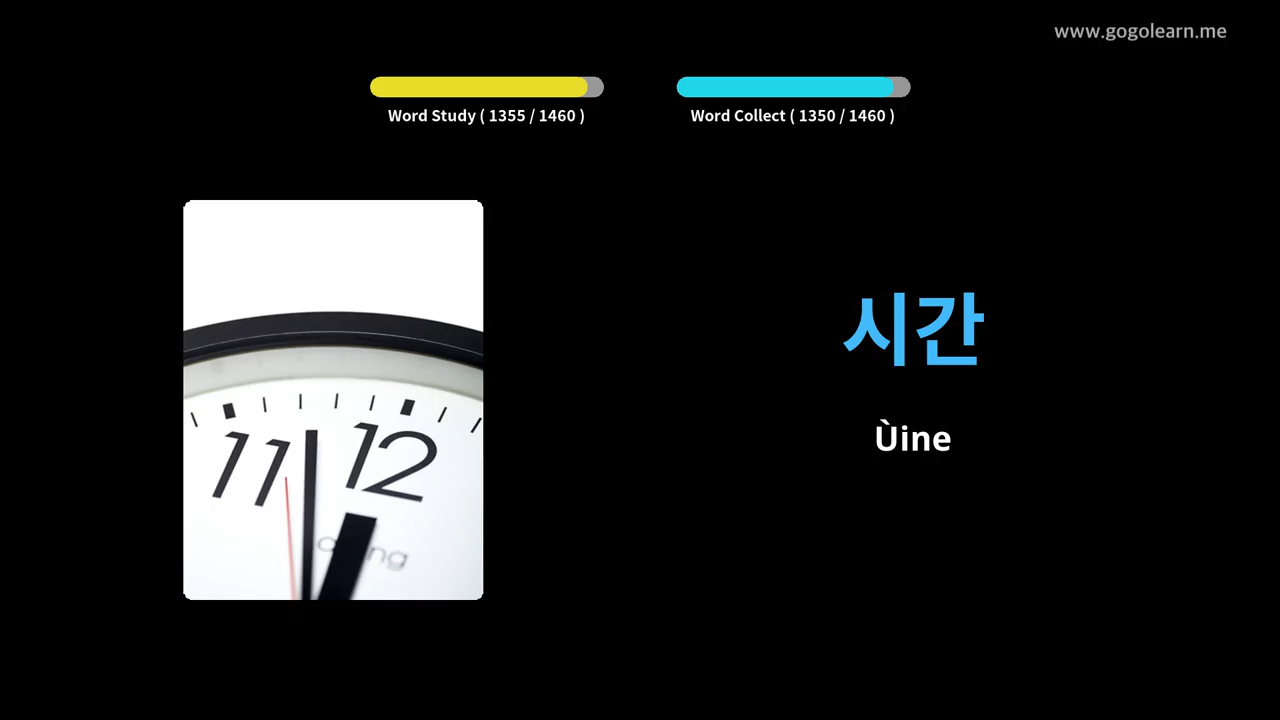 www.gogolearn.me
Word Study ( 1355 / 1460 )
Word Collect ( 1350 / 1460 )
11 12
시간
Ùine